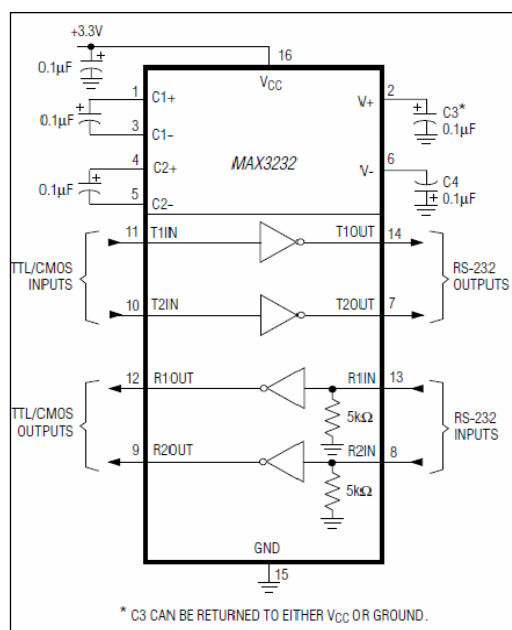 +3.3V
16
0.1µF
+
VCC
1
C1+
V+
2
+
+
C3*
0.1µF
0.1µF
3
C1-
4
C2+
MAX3232
V-
6
+
C4
0.1µF
+
0.1µF
5
C2-
11
T1IN
T1OUT
14
TTL/CMOS
INPUTS
RS-232
OUTPUTS
10
T2IN
T2OUT
7
12
R1OUT
R1IN
13
TTL/CMOS
OUTPUTS
5kΩ
RS-232
INPUTS
9
R2OUT
R2IN
8
5kΩ
GND
15
* C3 CAN BE RETURNED TO EITHER VCC OR GROUND.